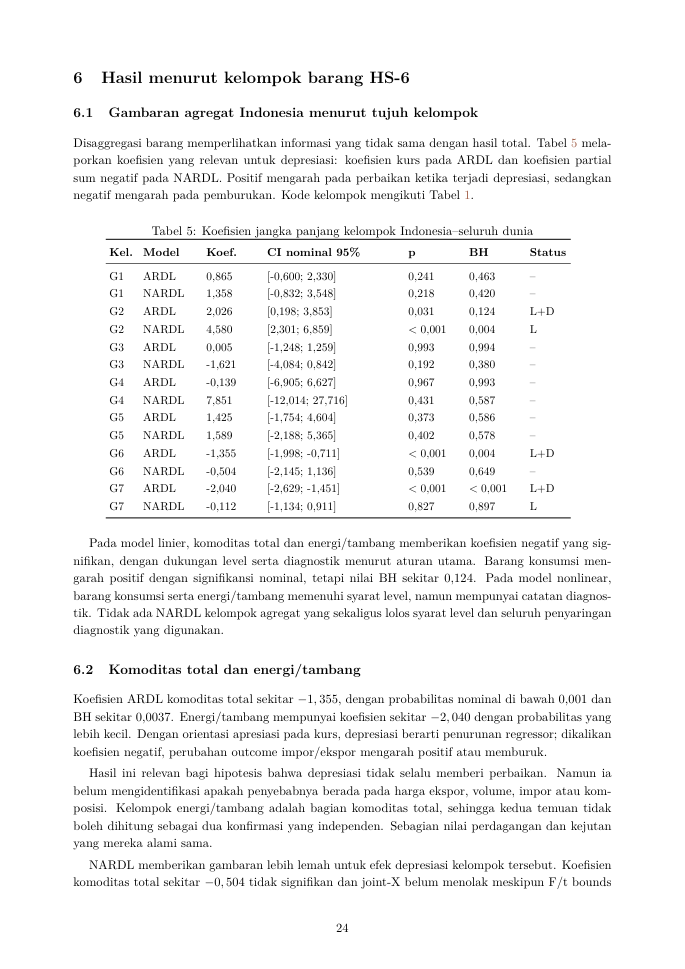 6 Hasil menurut kelompok barang HS-6
6.1 Gambaran agregat Indonesia menurut tujuh kelompok
Disaggregasi barang memperlihatkan informasi yang tidak sama dengan hasil total. Tabel 5 mela-
porkan koefisien yang relevan untuk depresiasi: koefisien kurs pada ARDL dan koefisien partial
sum negatif pada NARDL. Positif mengarah pada perbaikan ketika terjadi depresiasi, sedangkan
negatif mengarah pada pemburukan. Kode kelompok mengikuti Tabel 1.
Tabel 5: Koefisien jangka panjang kelompok Indonesia–seluruh dunia
Kel. Model Koef. CI nominal 95% p BH Status
G1 ARDL 0,865 [-0,600; 2,330] 0,241 0,463 –
G1 NARDL 1,358 [-0,832; 3,548] 0,218 0,420 –
G2 ARDL 2,026 [0,198; 3,853] 0,031 0,124 L+D
G2 NARDL 4,580 [2,301; 6,859] < 0,001 0,004 L
G3 ARDL 0,005 [-1,248; 1,259] 0,993 0,994 –
G3 NARDL -1,621 [-4,084; 0,842] 0,192 0,380 –
G4 ARDL -0,139 [-6,905; 6,627] 0,967 0,993 –
G4 NARDL 7,851 [-12,014; 27,716] 0,431 0,587 –
G5 ARDL 1,425 [-1,754; 4,604] 0,373 0,586 –
G5 NARDL 1,589 [-2,188; 5,365] 0,402 0,578 –
G6 ARDL -1,355 [-1,998; -0,711] < 0,001 0,004 L+D
G6 NARDL -0,504 [-2,145; 1,136] 0,539 0,649 –
G7 ARDL -2,040 [-2,629; -1,451] < 0,001 < 0,001 L+D
G7 NARDL -0,112 [-1,134; 0,911] 0,827 0,897 L
Pada model linier, komoditas total dan energi/tambang memberikan koefisien negatif yang sig-
nifikan, dengan dukungan level serta diagnostik menurut aturan utama. Barang konsumsi men-
garah positif dengan signifikansi nominal, tetapi nilai BH sekitar 0,124. Pada model nonlinear,
barang konsumsi serta energi/tambang memenuhi syarat level, namun mempunyai catatan diagnos-
tik. Tidak ada NARDL kelompok agregat yang sekaligus lolos syarat level dan seluruh penyaringan
diagnostik yang digunakan.
6.2 Komoditas total dan energi/tambang
Koefisien ARDL komoditas total sekitar −1, 355, dengan probabilitas nominal di bawah 0,001 dan
BH sekitar 0,0037. Energi/tambang mempunyai koefisien sekitar −2, 040 dengan probabilitas yang
lebih kecil. Dengan orientasi apresiasi pada kurs, depresiasi berarti penurunan regressor; dikalikan
koefisien negatif, perubahan outcome impor/ekspor mengarah positif atau memburuk.
Hasil ini relevan bagi hipotesis bahwa depresiasi tidak selalu memberi perbaikan. Namun ia
belum mengidentifikasi apakah penyebabnya berada pada harga ekspor, volume, impor atau kom-
posisi. Kelompok energi/tambang adalah bagian komoditas total, sehingga kedua temuan tidak
boleh dihitung sebagai dua konfirmasi yang independen. Sebagian nilai perdagangan dan kejutan
yang mereka alami sama.
NARDL memberikan gambaran lebih lemah untuk efek depresiasi kelompok tersebut. Koefisien
komoditas total sekitar −0, 504 tidak signifikan dan joint-X belum menolak meskipun F/t bounds
24